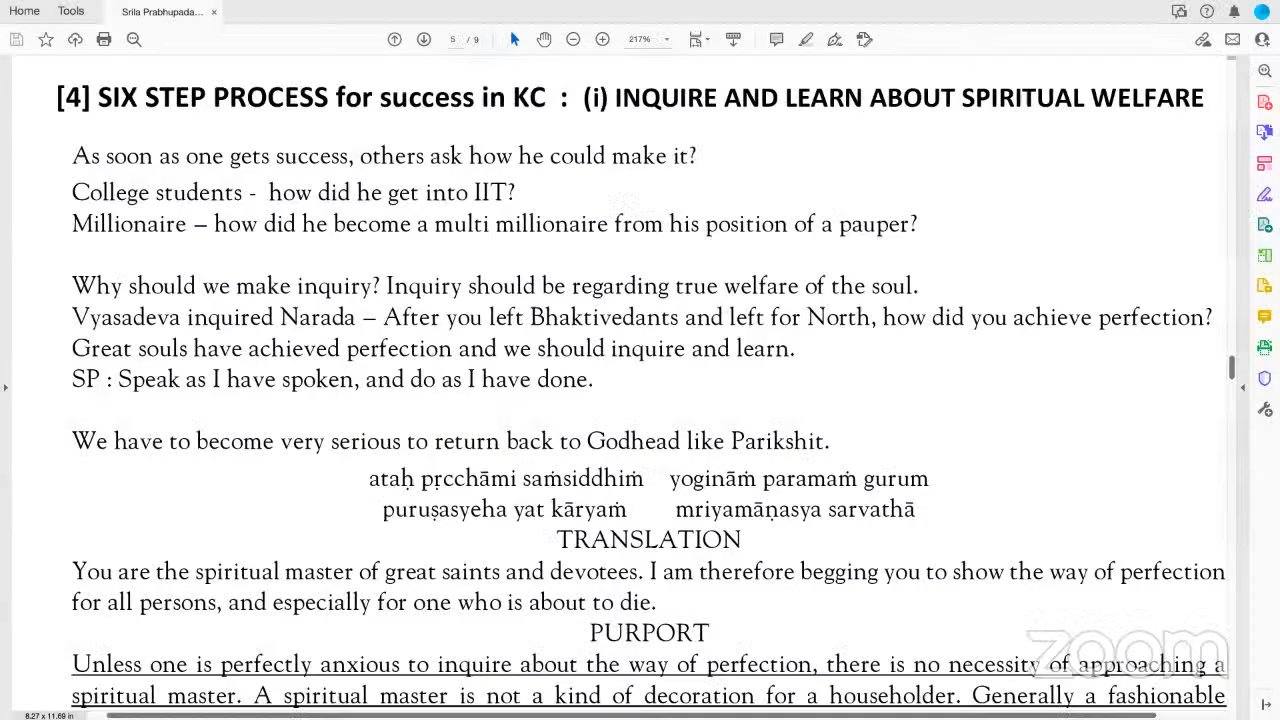 Home Tools Srila Prabhupada... ×
5 / 9 217%
[4] SIX STEP PROCESS for success in KC : (i) INQUIRE AND LEARN ABOUT SPIRITUAL WELFARE
As soon as one gets success, others ask how he could make it?
College students - how did he get into IIT?
Millionaire – how did he become a multi millionaire from his position of a pauper?
Why should we make inquiry? Inquiry should be regarding true welfare of the soul.
Vyasadeva inquired Narada – After you left Bhaktivedants and left for North, how did you achieve perfection?
Great souls have achieved perfection and we should inquire and learn.
SP : Speak as I have spoken, and do as I have done.
We have to become very serious to return back to Godhead like Parikshit.
ataḥ pṛcchāmi saṁsiddhiṁ yogināṁ paramaṁ gurum
puruṣasyeha yat kāryaṁ mriyamāṇasya sarvathā
TRANSLATION
You are the spiritual master of great saints and devotees. I am therefore begging you to show the way of perfection
for all persons, and especially for one who is about to die.
PURPORT
Unless one is perfectly anxious to inquire about the way of perfection, there is no necessity of approaching a
spiritual master. A spiritual master is not a kind of decoration for a householder. Generally a fashionable
zoom
8.27 x 11.69 in